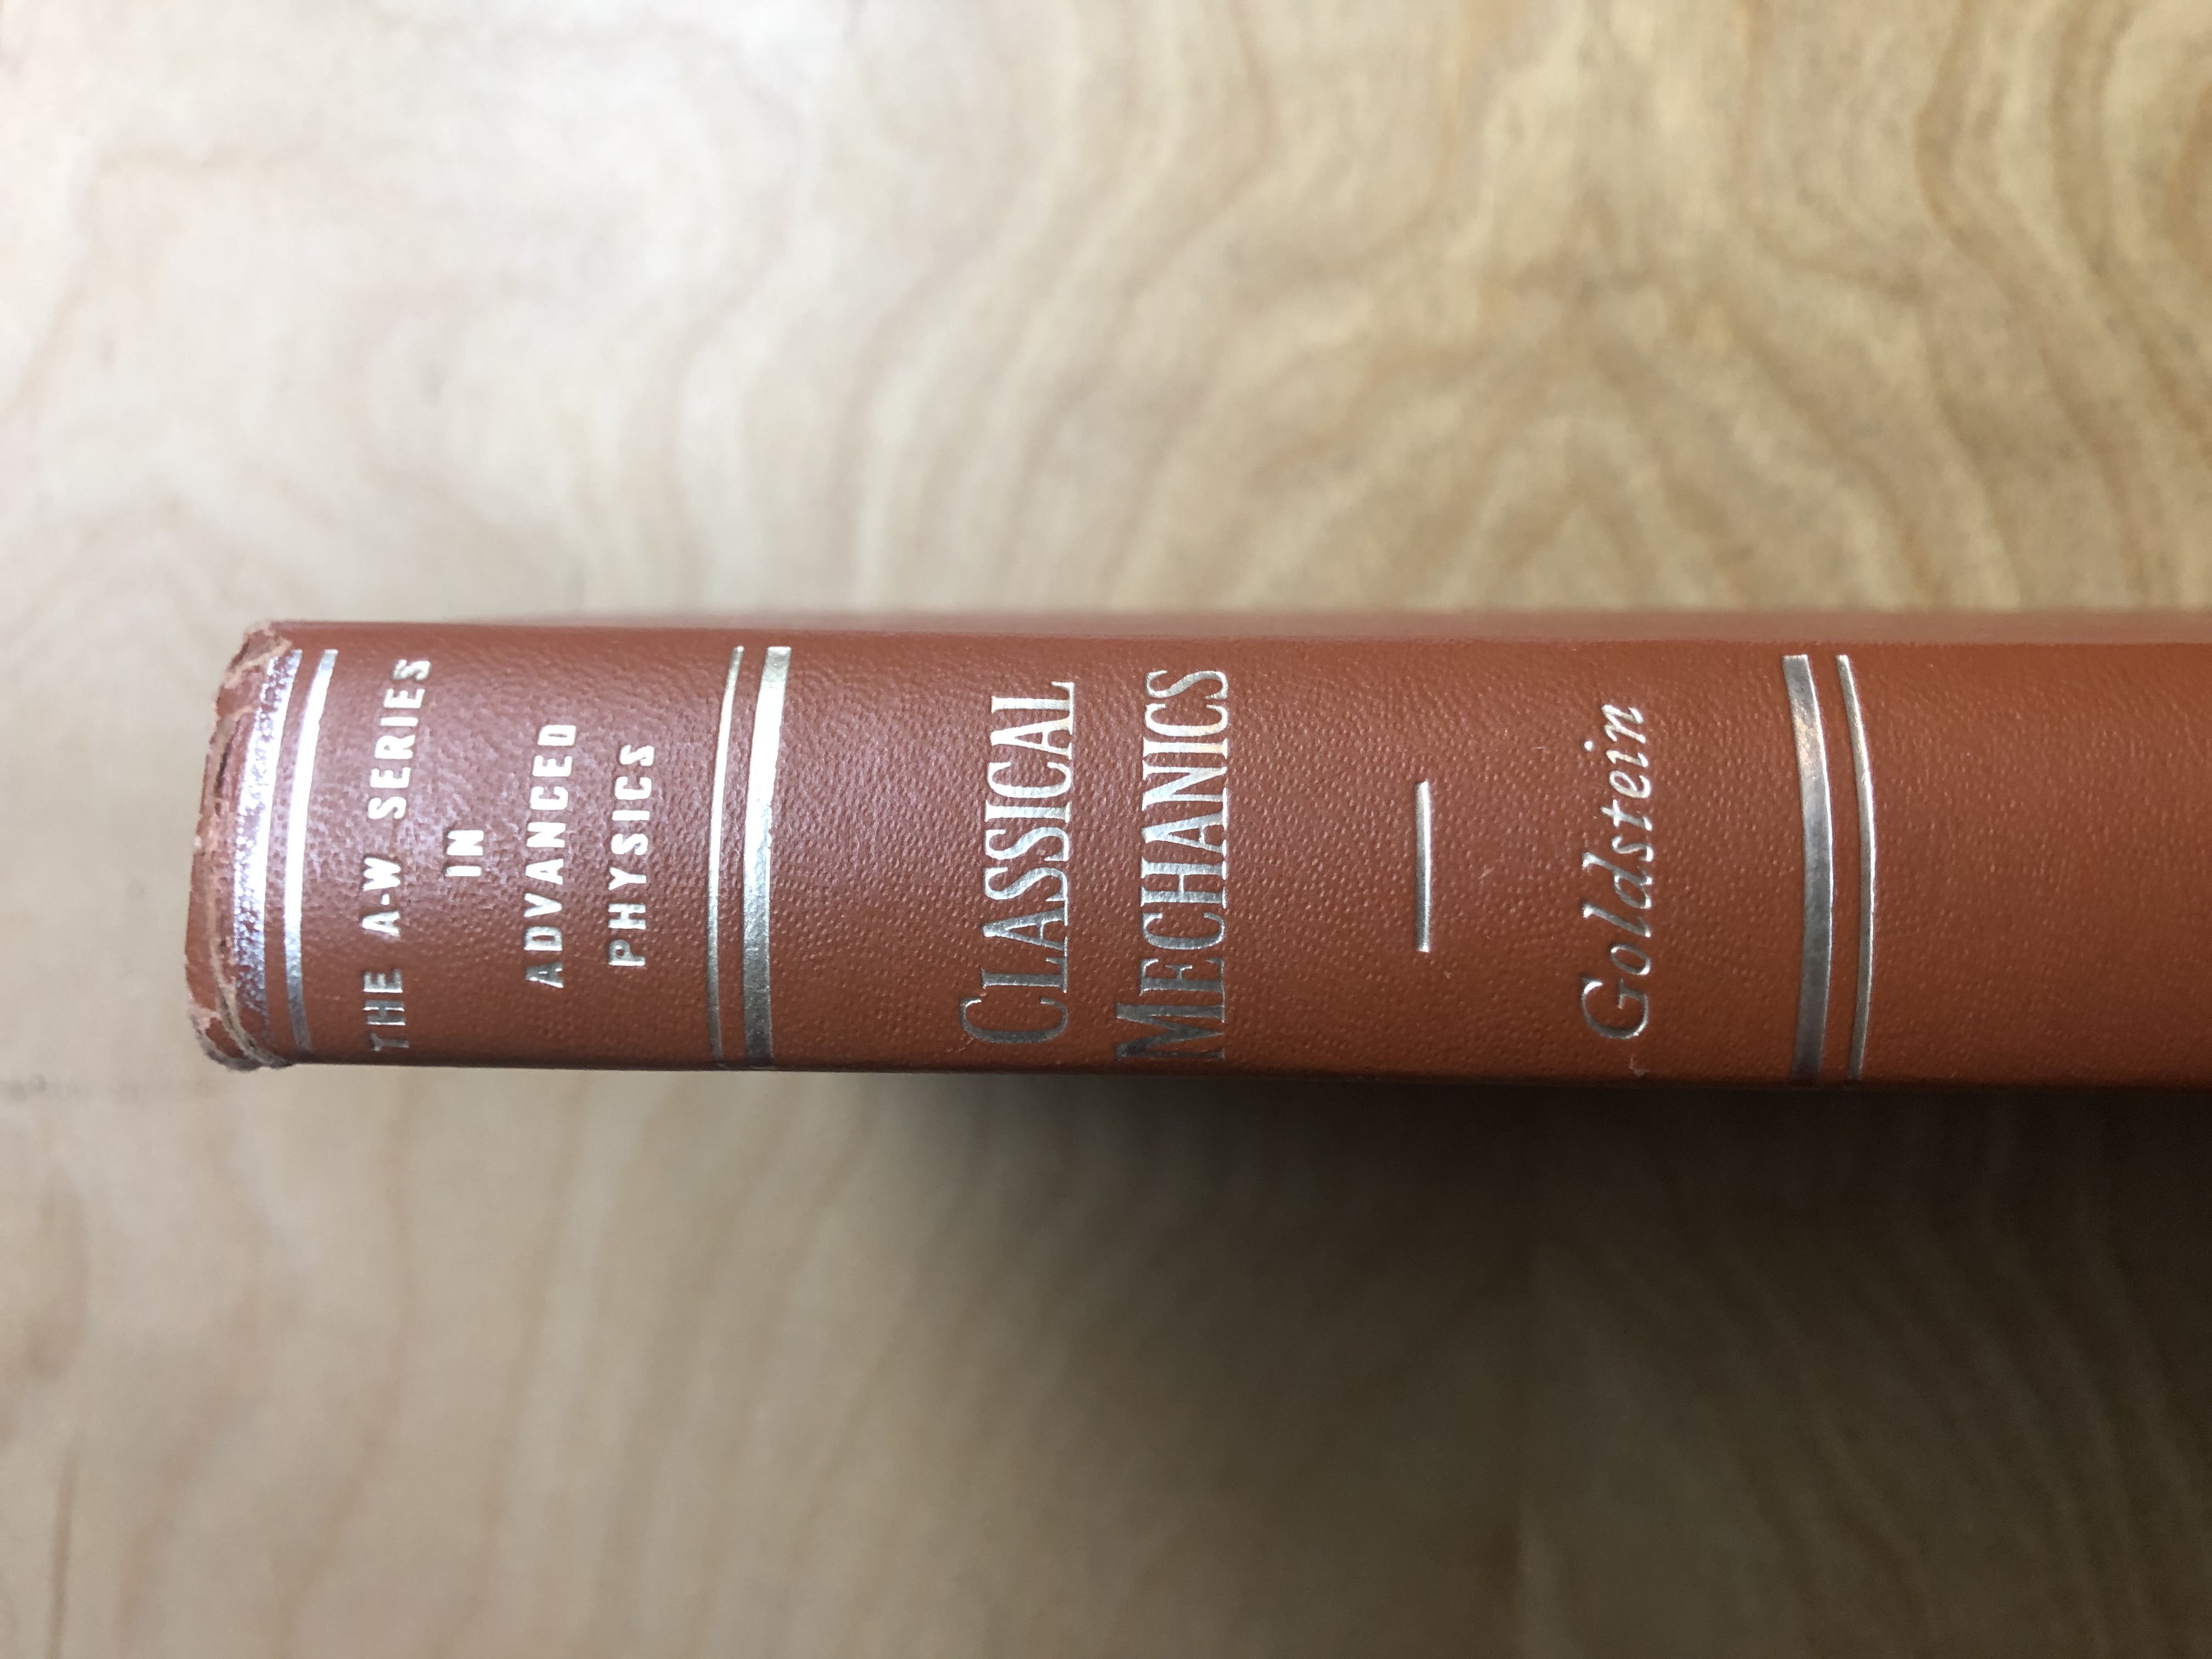 THE A-W SERIES
IN
ADVANCED
PHYSICS
CLASSICAL
MECHANICS
Goldstein